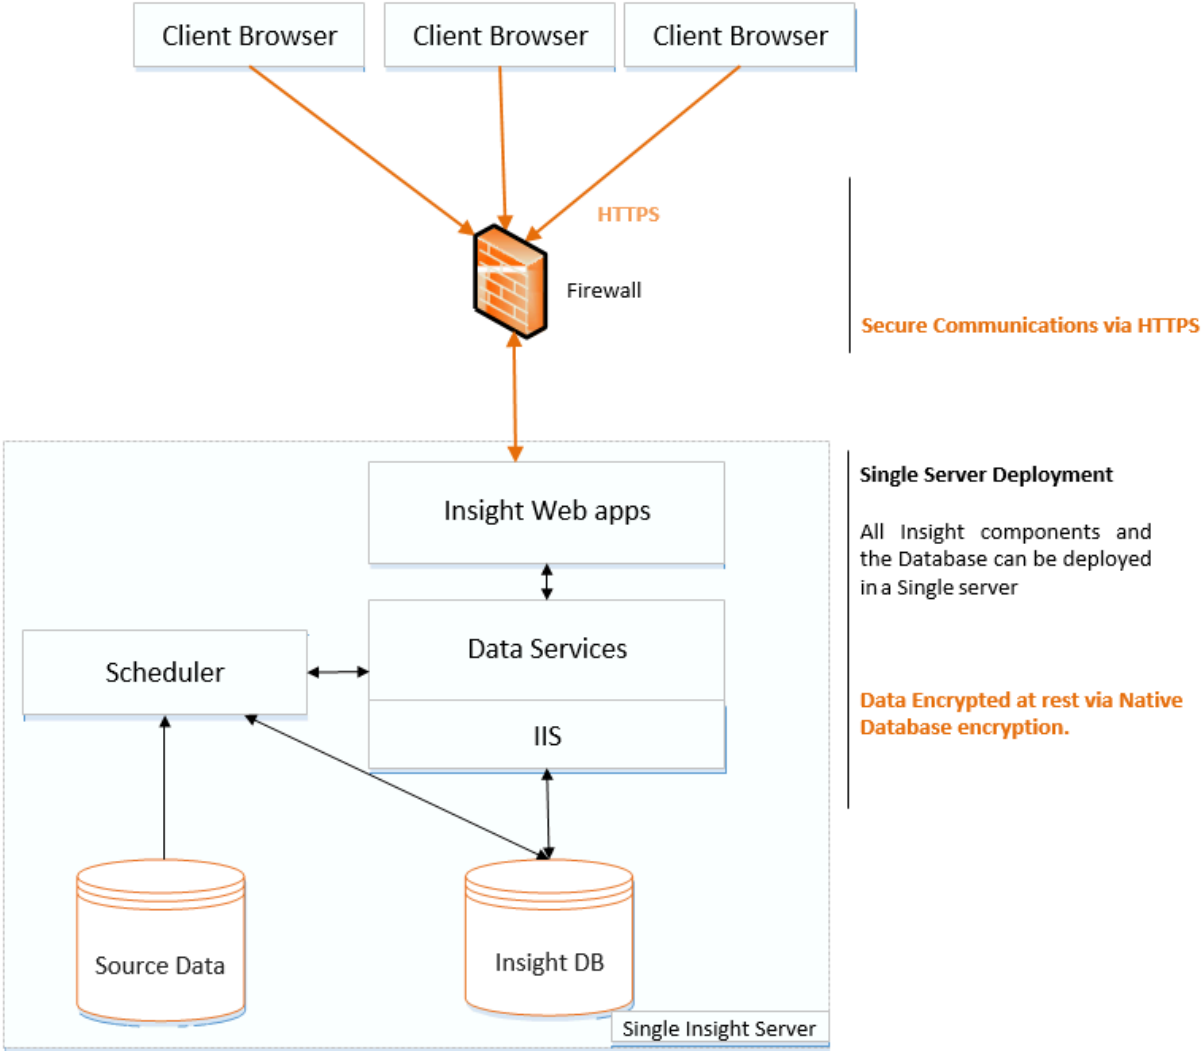 Client Browser
Client Browser
Client Browser
HTTPS
Firewall
Secure Communications via HTTPS
Insight Web apps
Single Server Deployment
All Insight components and
the Database can be deployed
in a Single server
Data Services
Scheduler
Data Encrypted at rest via Native
Database encryption.
IIS
Source Data
Insight DB
Single Insight Server